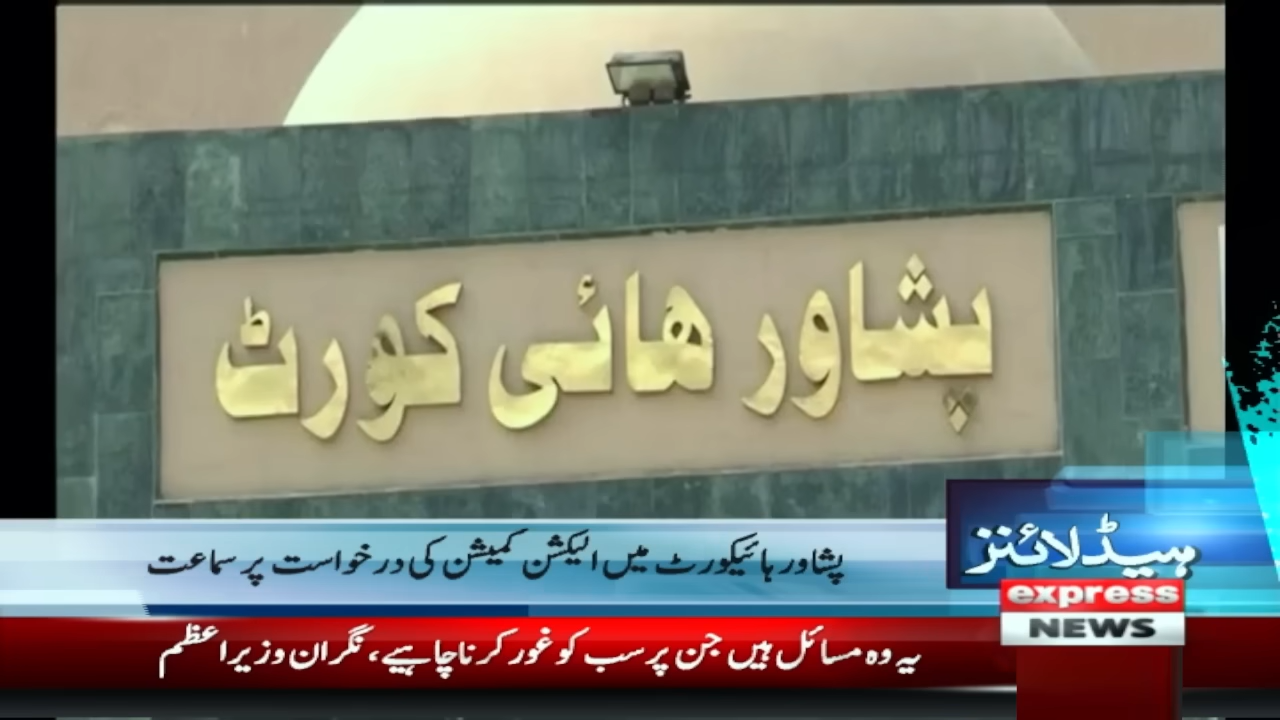 پشاور ھائی کورٹ
پشاور ہائیکورٹ میں الیکشن کمیشن کی درخواست پر سماعت
ہیڈلائنز
express
NEWS
یہ وہ مسائل ہیں جن پر سب کو غور کرنا چاہیے، نگران وزیراعظم